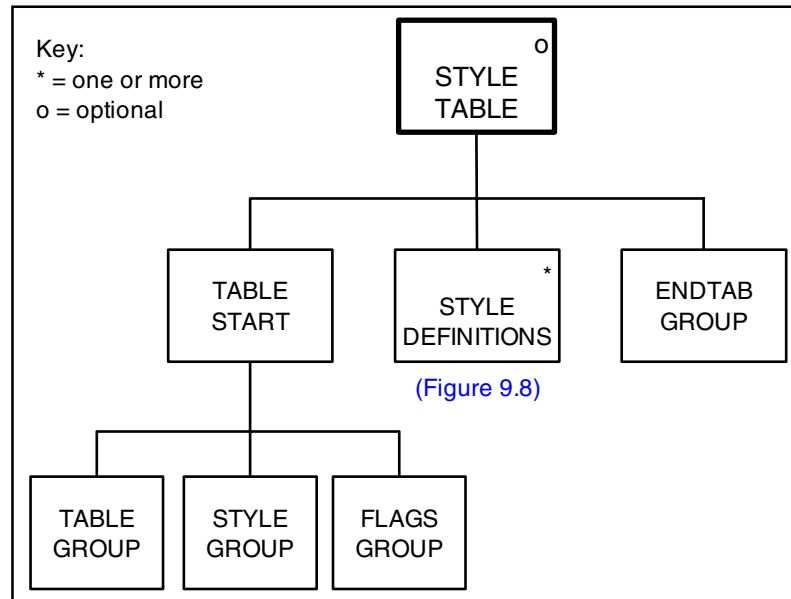 Key:
* = one or more
o = optional
o
STYLE
TABLE
TABLE
START
*
STYLE
DEFINITIONS
ENDTAB
GROUP
(Figure 9.8)
TABLE
GROUP
STYLE
GROUP
FLAGS
GROUP